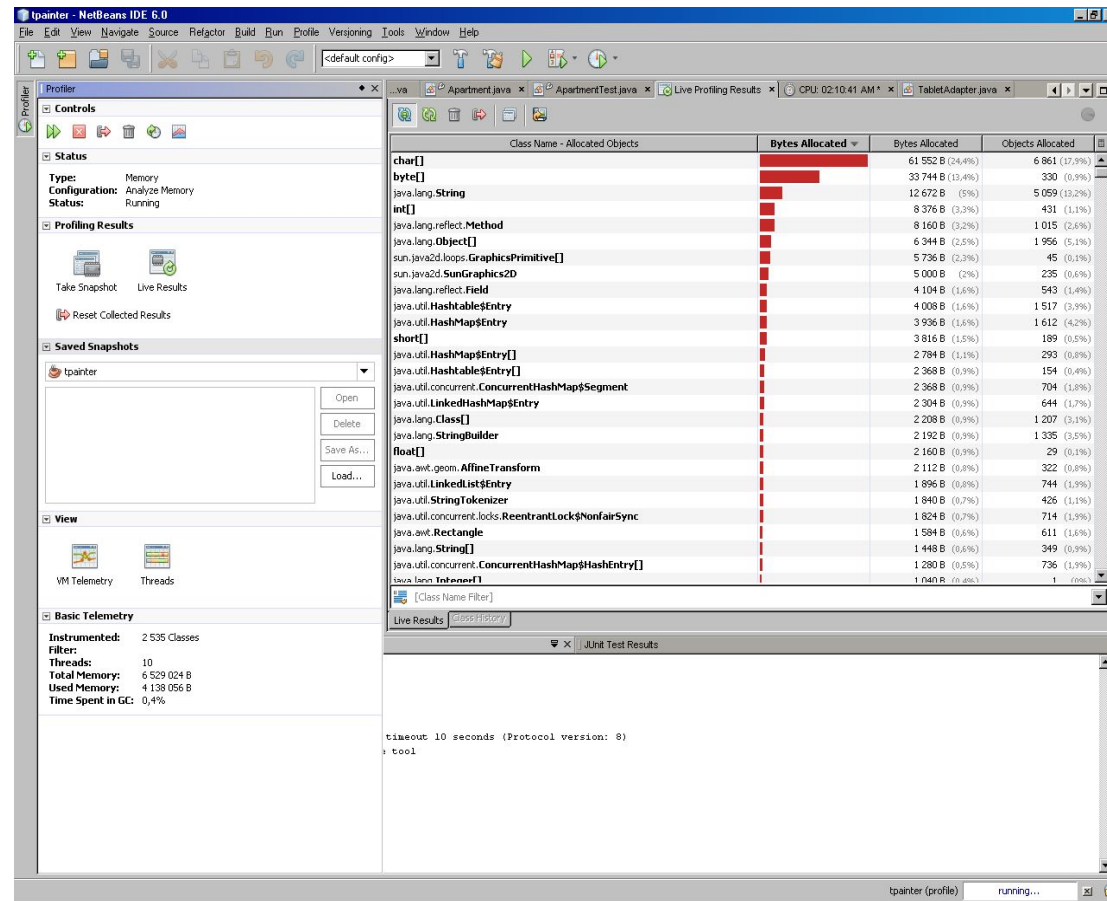 tpainter - NetBeans IDE 6.0
File Edit View Navigate Source Refactor Build Run Profile Versioning Tools Window Help
<default config>
Profiler
Profiler
...va Apartment.java ApartmentTest.java Live Profiling Results CPU: 02:10:41 AM* TabletAdapter.java
Controls
Status
Type: Memory
Configuration: Analyze Memory
Status: Running
Profiling Results
Take Snapshot Live Results
Reset Collected Results
Saved Snapshots
tpainter
Open
Delete
Save As...
Load...
View
VM Telemetry Threads
Basic Telemetry
Instrumented: 2 535 Classes
Filter:
Threads: 10
Total Memory: 6 529 024 B
Used Memory: 4 138 056 B
Time Spent in GC: 0,4%
Class Name - Allocated Objects Bytes Allocated Bytes Allocated Objects Allocated
char[] 61 552 B (24,4%) 6 861 (17,9%)
byte[] 33 744 B (13,4%) 330 (0,9%)
java.lang.String 12 672 B (5%) 5 059 (13,2%)
int[] 8 376 B (3,3%) 431 (1,1%)
java.lang.reflect.Method 8 160 B (3,2%) 1 015 (2,6%)
java.lang.Object[] 6 344 B (2,5%) 1 956 (5,1%)
sun.java2d.loops.GraphicsPrimitive[] 5 736 B (2,3%) 45 (0,1%)
sun.java2d.SunGraphics2D 5 000 B (2%) 235 (0,6%)
java.lang.reflect.Field 4 104 B (1,6%) 543 (1,4%)
java.util.Hashtable$Entry 4 008 B (1,6%) 1 517 (3,9%)
java.util.HashMap$Entry 3 936 B (1,6%) 1 612 (4,2%)
short[] 3 816 B (1,5%) 189 (0,5%)
java.util.HashMap$Entry[] 2 784 B (1,1%) 293 (0,8%)
java.util.Hashtable$Entry[] 2 368 B (0,9%) 154 (0,4%)
java.util.concurrent.ConcurrentHashMap$Segment 2 368 B (0,9%) 704 (1,8%)
java.util.LinkedHashMap$Entry 2 304 B (0,9%) 644 (1,7%)
java.lang.Class[] 2 208 B (0,9%) 1 207 (3,1%)
java.lang.StringBuilder 2 192 B (0,9%) 1 335 (3,5%)
float[] 2 160 B (0,9%) 29 (0,1%)
java.awt.geom.AffineTransform 2 112 B (0,8%) 322 (0,8%)
java.util.LinkedList$Entry 1 896 B (0,8%) 744 (1,9%)
java.util.StringTokenizer 1 840 B (0,7%) 426 (1,1%)
java.util.concurrent.locks.ReentrantLock$NonfairSync 1 824 B (0,7%) 714 (1,9%)
java.awt.Rectangle 1 584 B (0,6%) 611 (1,6%)
java.lang.String[] 1 448 B (0,6%) 349 (0,9%)
java.util.concurrent.ConcurrentHashMap$HashEntry[] 1 280 B (0,5%) 736 (1,9%)
java.lang.Integer[] 1 040 B (0,4%) 1 (0%)
[Class Name Filter]
Live Results Class History
JUnit Test Results
timeout 10 seconds (Protocol version: 8)
tool
tpainter (profile) running...